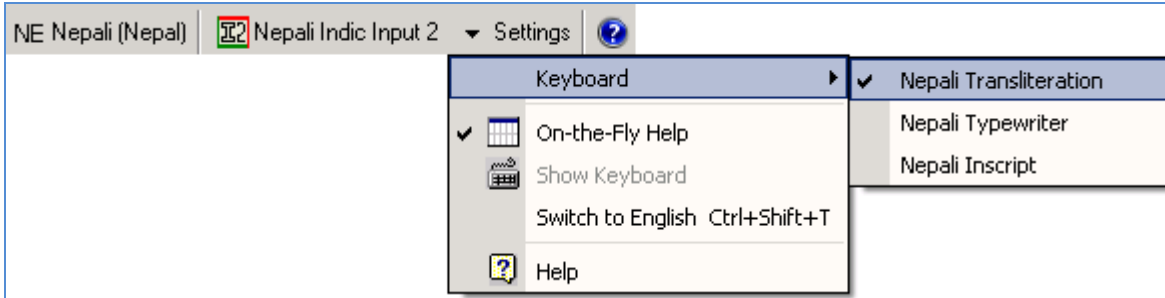 NE Nepali (Nepal) Nepali Indic Input 2 Settings
Keyboard
On-the-Fly Help
Show Keyboard
Switch to English Ctrl+Shift+T
Help
Nepali Transliteration
Nepali Typewriter
Nepali Inscript